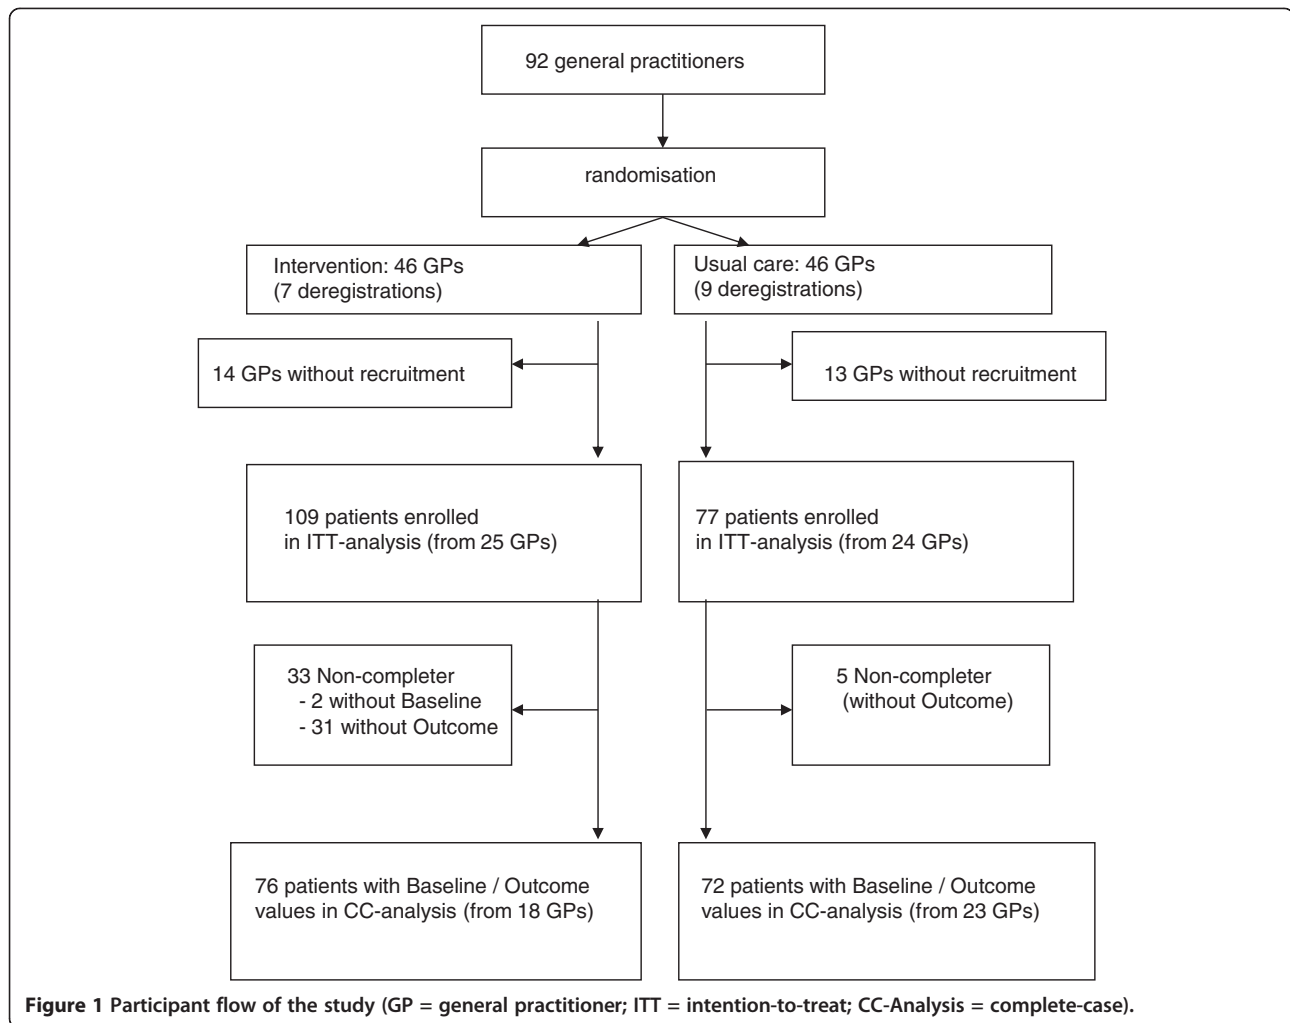 92 general practitioners
randomisation
Intervention: 46 GPs
(7 deregistrations)
Usual care: 46 GPs
(9 deregistrations)
14 GPs without recruitment
13 GPs without recruitment
109 patients enrolled
in ITT-analysis (from 25 GPs)
77 patients enrolled
in ITT-analysis (from 24 GPs)
33 Non-completer
- 2 without Baseline
- 31 without Outcome
5 Non-completer
(without Outcome)
76 patients with Baseline / Outcome
values in CC-analysis (from 18 GPs)
72 patients with Baseline / Outcome
values in CC-analysis (from 23 GPs)
Figure 1 Participant flow of the study (GP = general practitioner; ITT = intention-to-treat; CC-Analysis = complete-case).